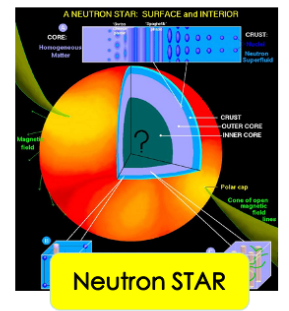 A NEUTRON STAR: SURFACE and INTERIOR
CORE:
Homogeneous
Matter
CRUST:
Neutron
Superfluid
Magnetic
field
?
CRUST
OUTER CORE
INNER CORE
Polar cap
Cone of open
magnetic
field
lines
Neutron STAR